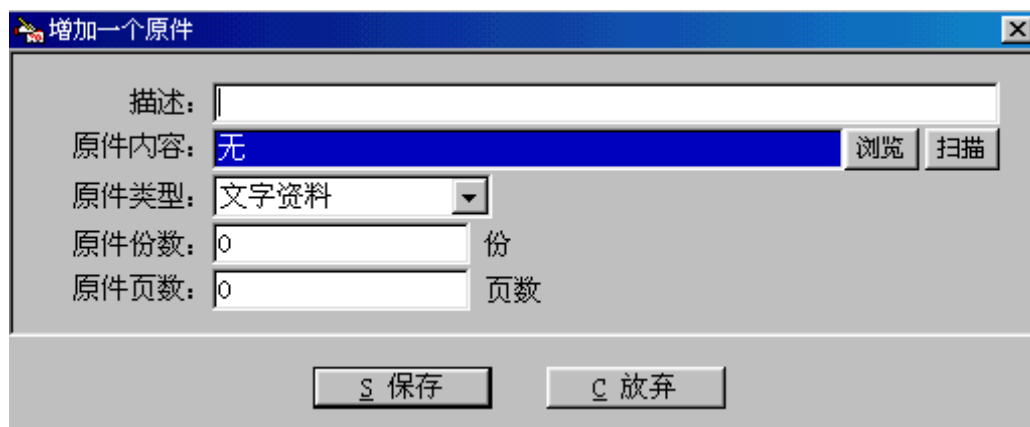 增加一个原件
描述：
原件内容： 无 浏览 扫描
原件类型： 文字资料
原件份数： 0 份
原件页数： 0 页数
S 保存 C 放弃